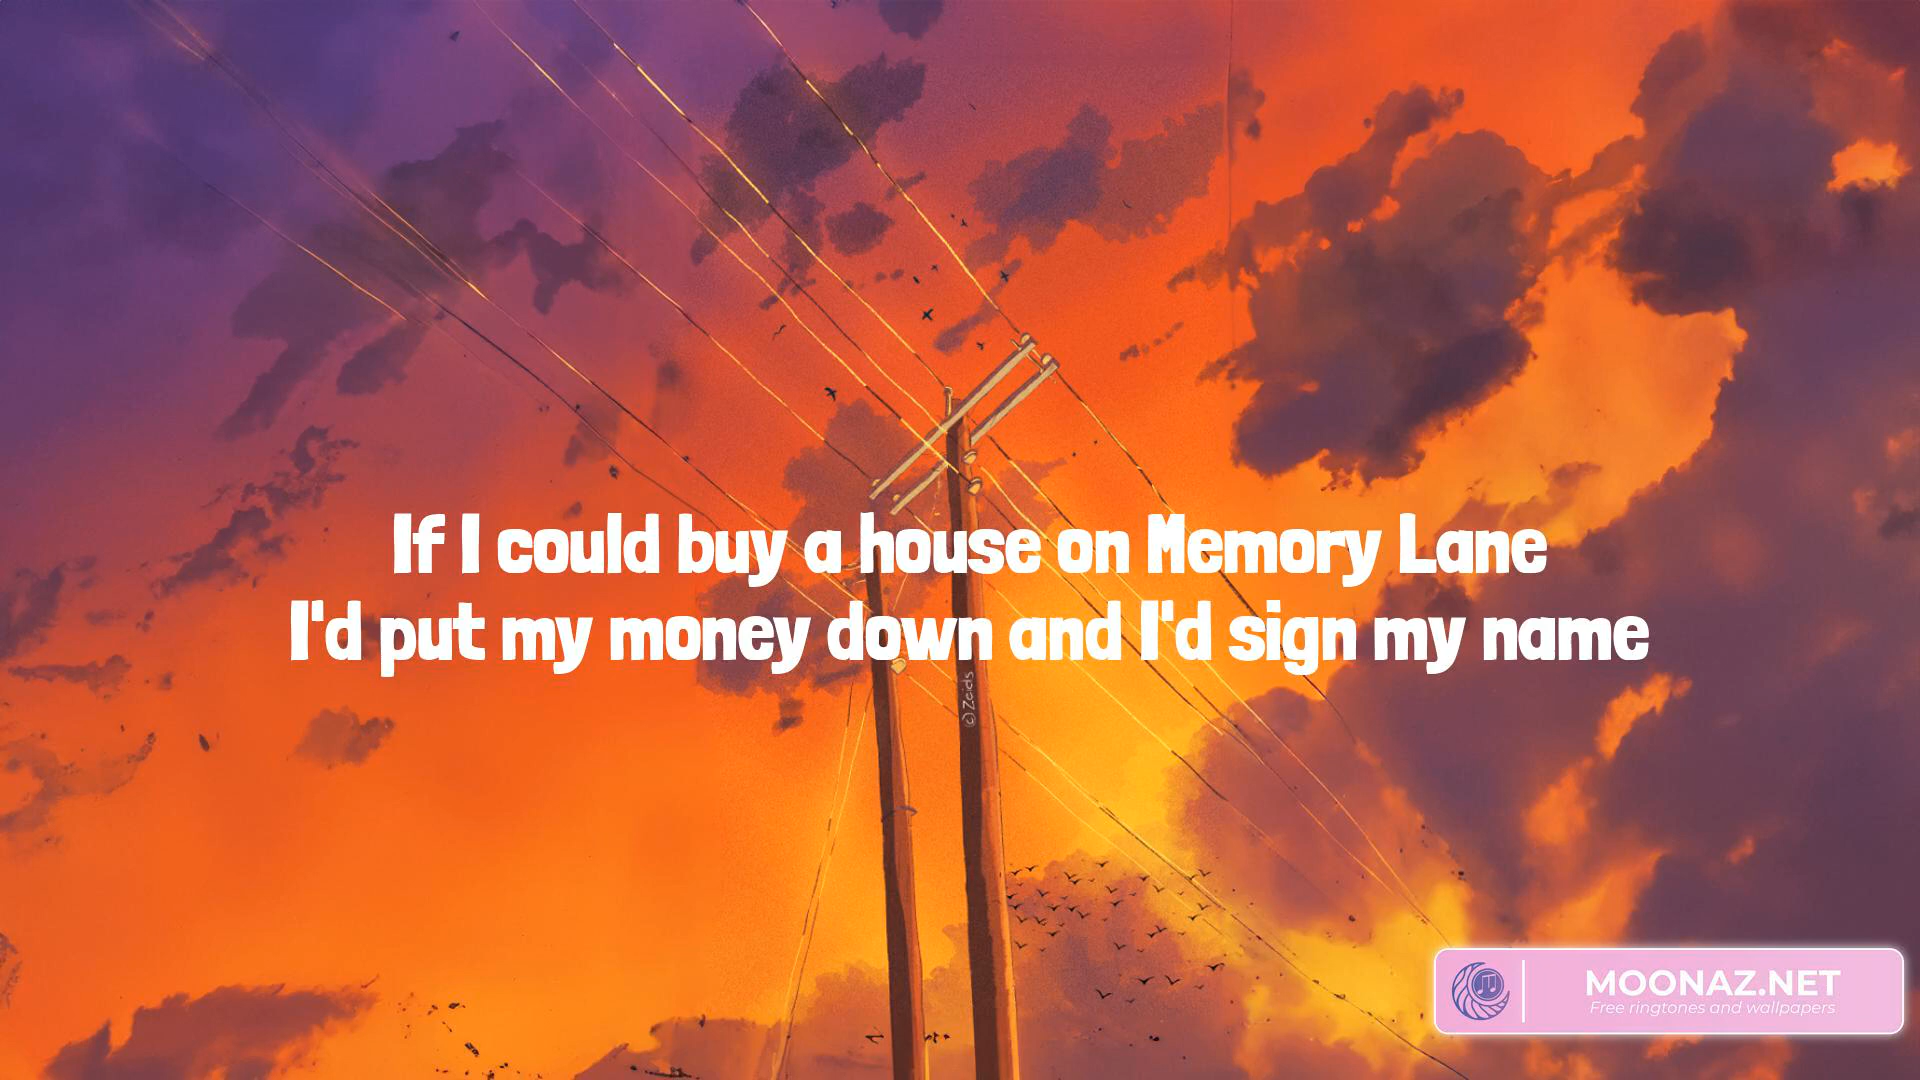 If I could buy a house on Memory Lane
I'd put my money down and I'd sign my name
© Zaids
MOONAZ.NET
Free ringtones and wallpapers